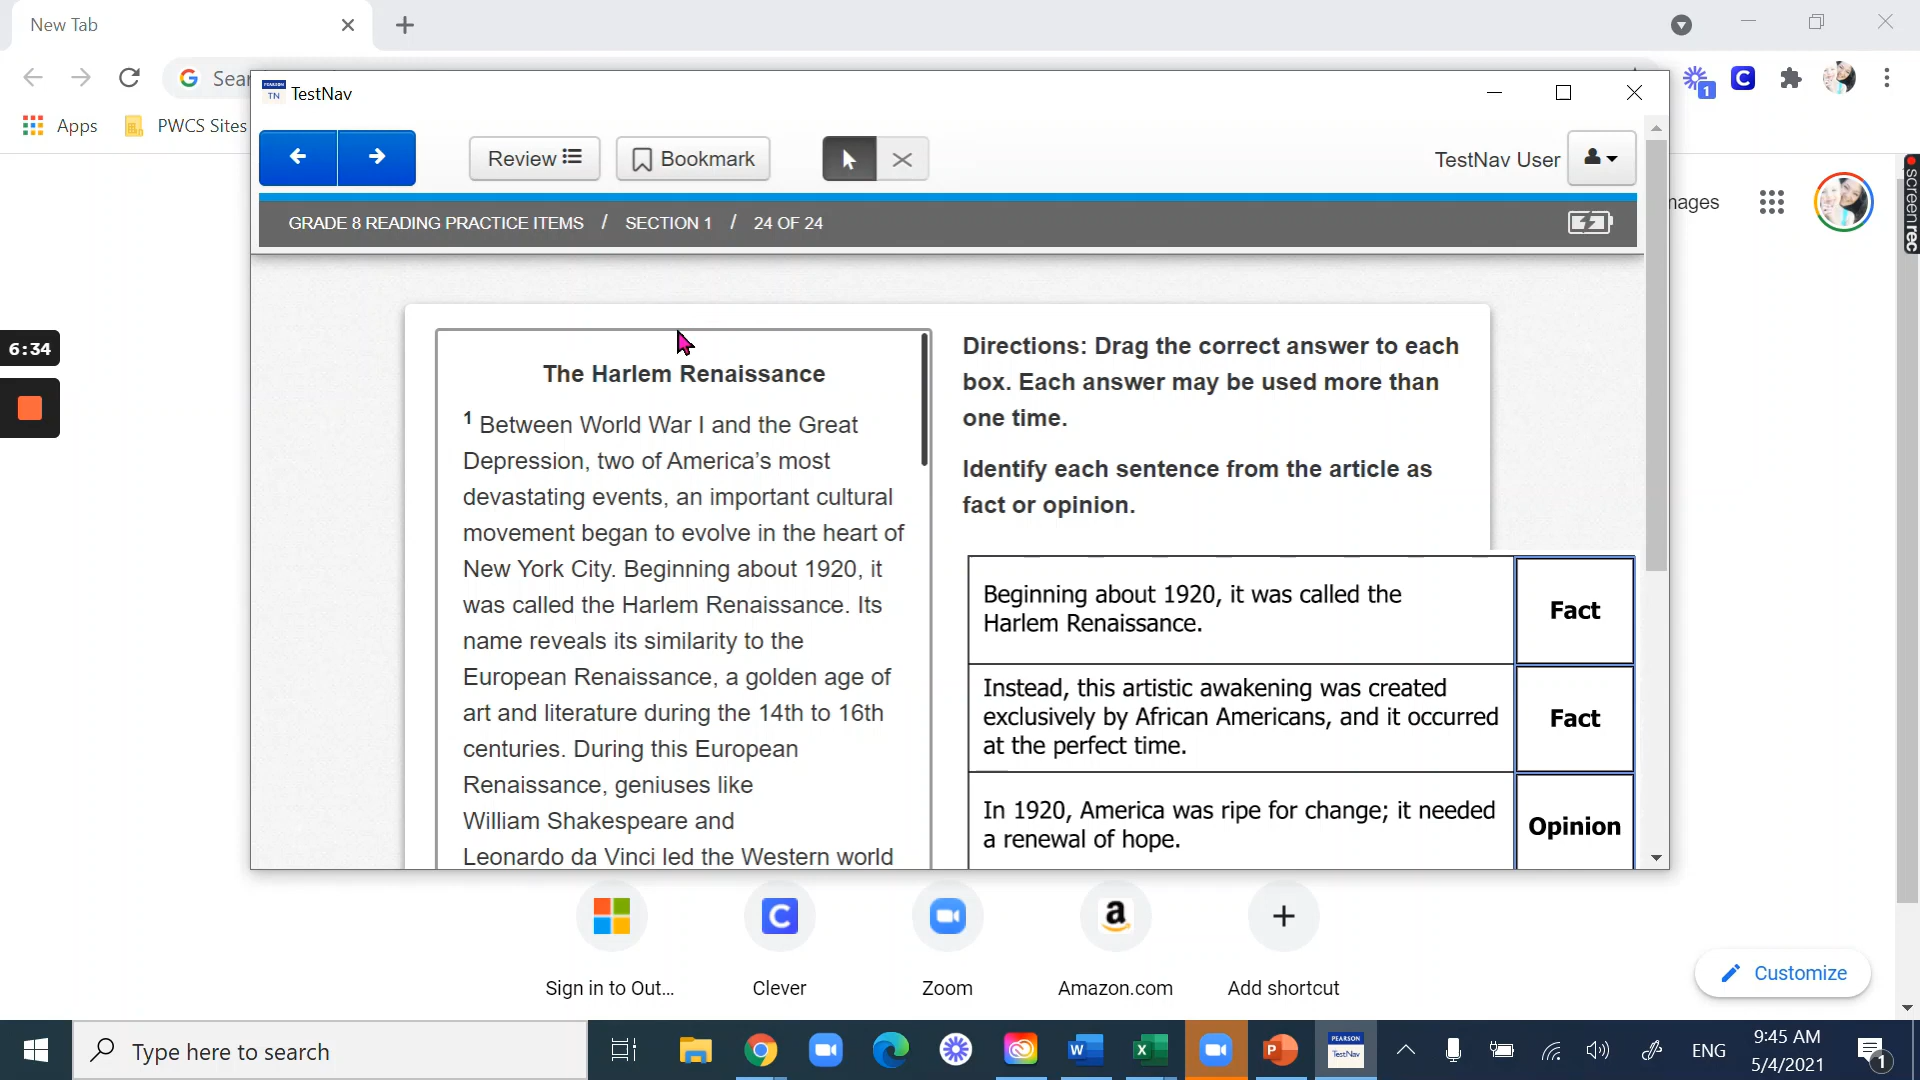 New Tab
Sear
Apps
PWCS Sites
PEARSON
TN
TestNav
Review
Bookmark
TestNav User
GRADE 8 READING PRACTICE ITEMS / SECTION 1 / 24 OF 24
The Harlem Renaissance
1 Between World War I and the Great
Depression, two of America’s most
devastating events, an important cultural
movement began to evolve in the heart of
New York City. Beginning about 1920, it
was called the Harlem Renaissance. Its
name reveals its similarity to the
European Renaissance, a golden age of
art and literature during the 14th to 16th
centuries. During this European
Renaissance, geniuses like
William Shakespeare and
Leonardo da Vinci led the Western world
Directions: Drag the correct answer to each
box. Each answer may be used more than
one time.
Identify each sentence from the article as
fact or opinion.
Beginning about 1920, it was called the
Harlem Renaissance.
Fact
Instead, this artistic awakening was created
exclusively by African Americans, and it occurred
at the perfect time.
Fact
In 1920, America was ripe for change; it needed
a renewal of hope.
Opinion
1
C
mages
screenrec
6:34
C
a
Sign in to Out...
Clever
Zoom
Amazon.com
Add shortcut
Customize
Type here to search
W
X
P
PEARSON
TestNav
ENG
9:45 AM
5/4/2021
1